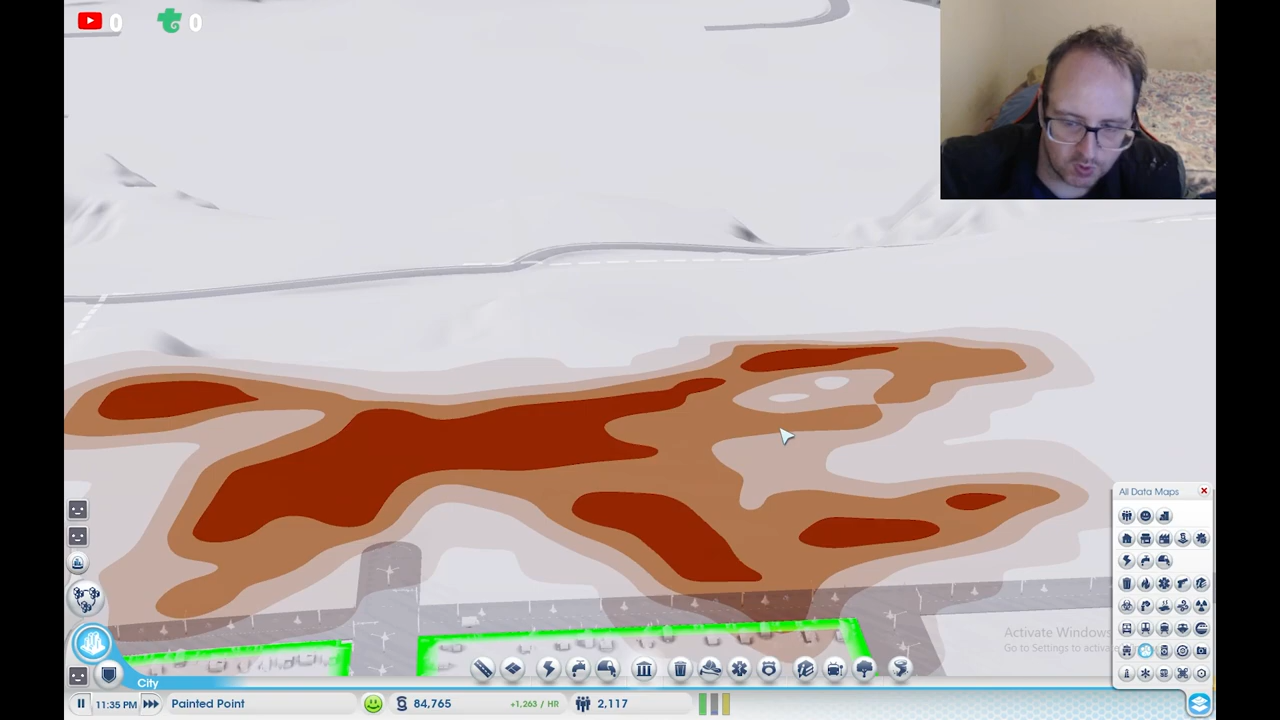 0 0
All Data Maps
Activate Windows
Go to Settings to activate
City
11:35 PM Painted Point 84,765 +1,263 / HR 2,117